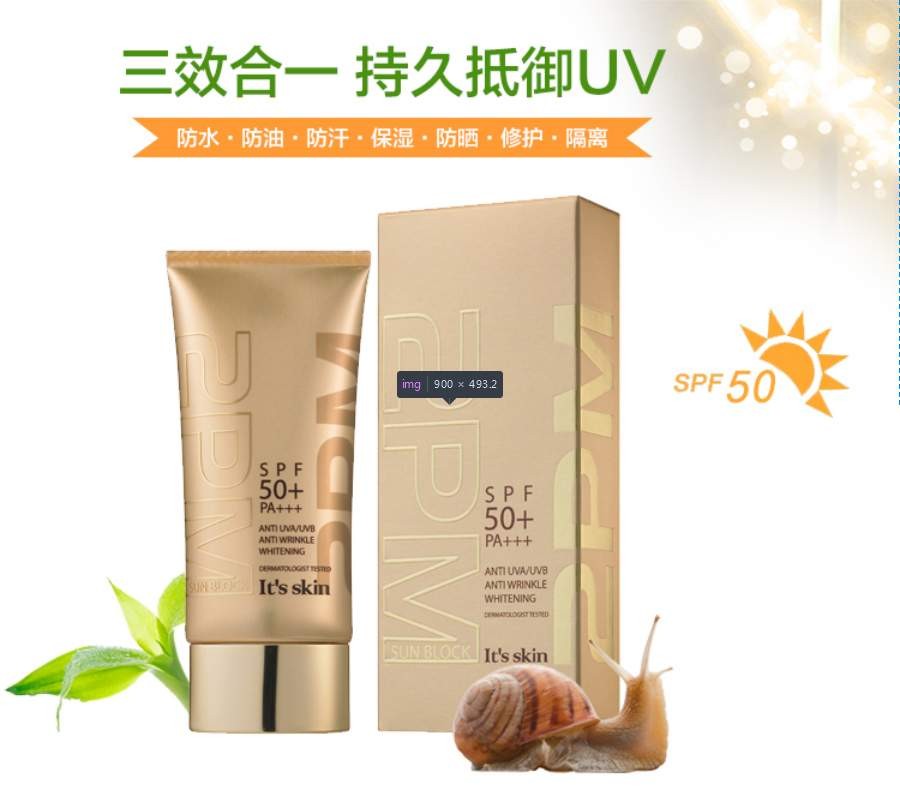 三效合一 持久抵御UV
防水·防油·防汗·保湿·防晒·修护·隔离
2PM
2PM
SUN BLOCK
SPF
50+
PA+++
ANTI UVA/UVB
ANTI WRINKLE
WHITENING
DERMATOLOGIST TESTED
It's skin
2PM
2PM
SUN BLOCK
SPF
50+
PA+++
ANTI UVA/UVB
ANTI WRINKLE
WHITENING
DERMATOLOGIST TESTED
It's skin
img 900 × 493.2
SPF 50